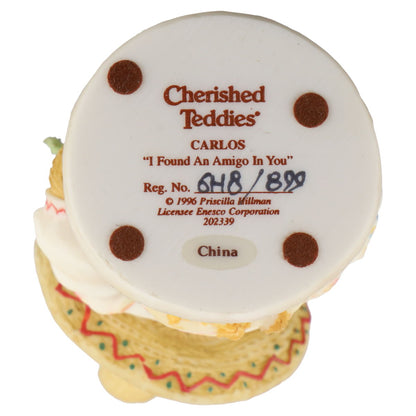 Cherished
Teddies®
CARLOS
"I Found An Amigo In You"
Reg. No. 6H8/899
© 1996 Priscilla Hillman
Licensee Enesco Corporation
202339
China